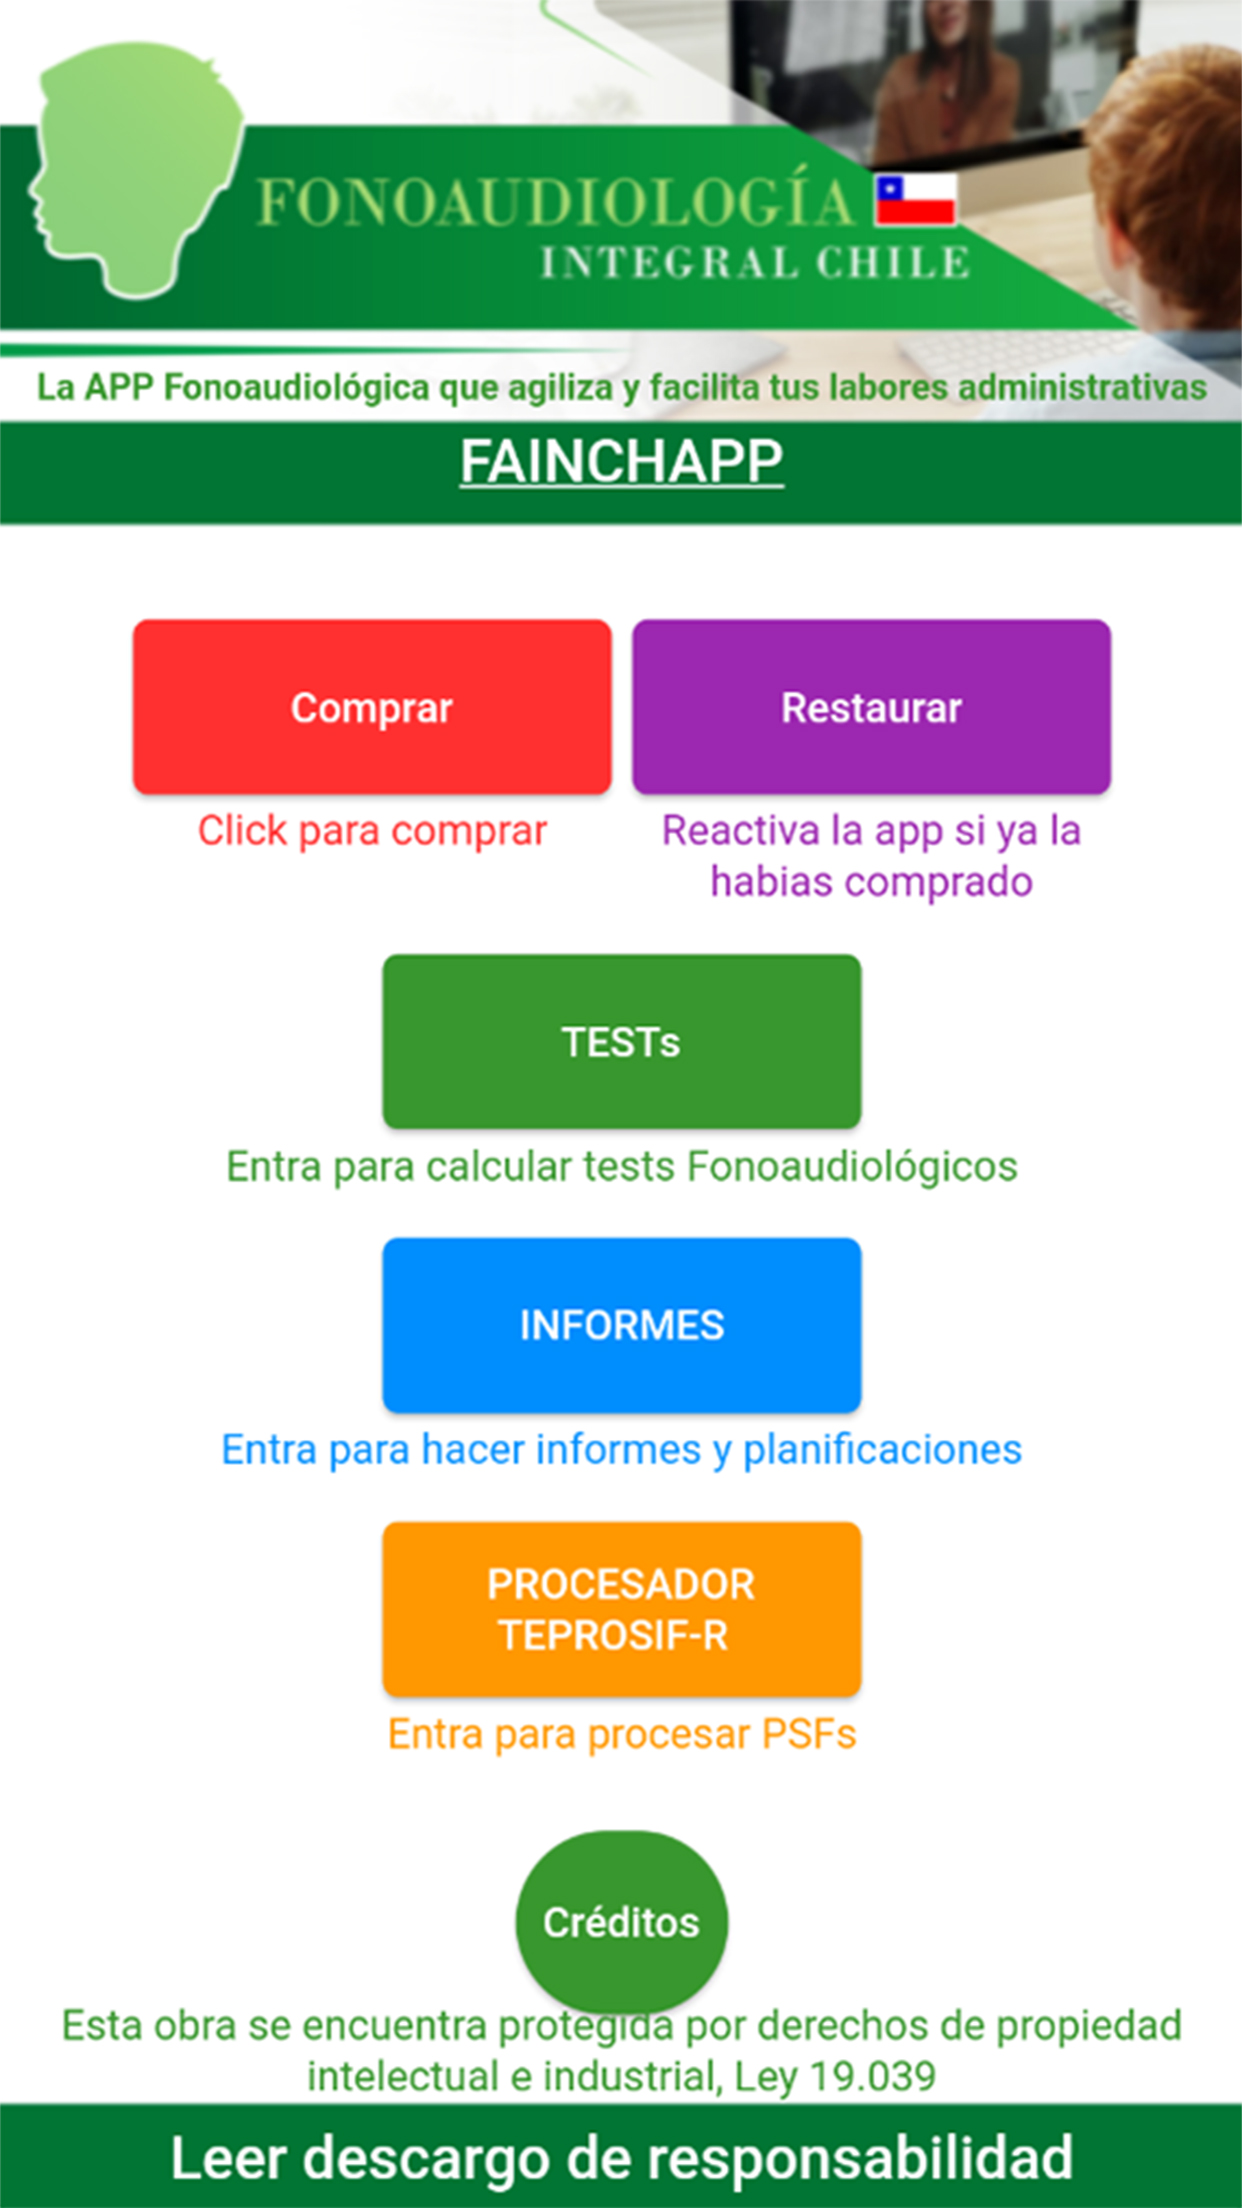 FONOAUDIOLOGÍA
INTEGRAL CHILE
La APP Fonoaudiológica que agiliza y facilita tus labores administrativas
FAINCHAPP
Comprar
Restaurar
Click para comprar
Reactiva la app si ya la
habias comprado
TESTs
Entra para calcular tests Fonoaudiológicos
INFORMES
Entra para hacer informes y planificaciones
PROCESADOR
TEPROSIF-R
Entra para procesar PSFs
Créditos
Esta obra se encuentra protegida por derechos de propiedad
intelectual e industrial, Ley 19.039
Leer descargo de responsabilidad